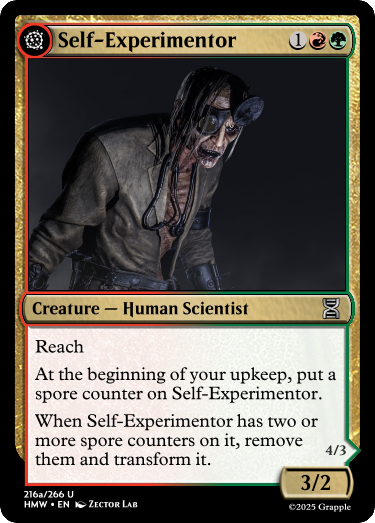 Self-Experimentor 1
Creature — Human Scientist
Reach
At the beginning of your upkeep, put a
spore counter on Self-Experimentor.
When Self-Experimentor has two or
more spore counters on it, remove
them and transform it.
4/3
3/2
216a/266 U
HMW • EN Zector Lab
©2025 Grapple